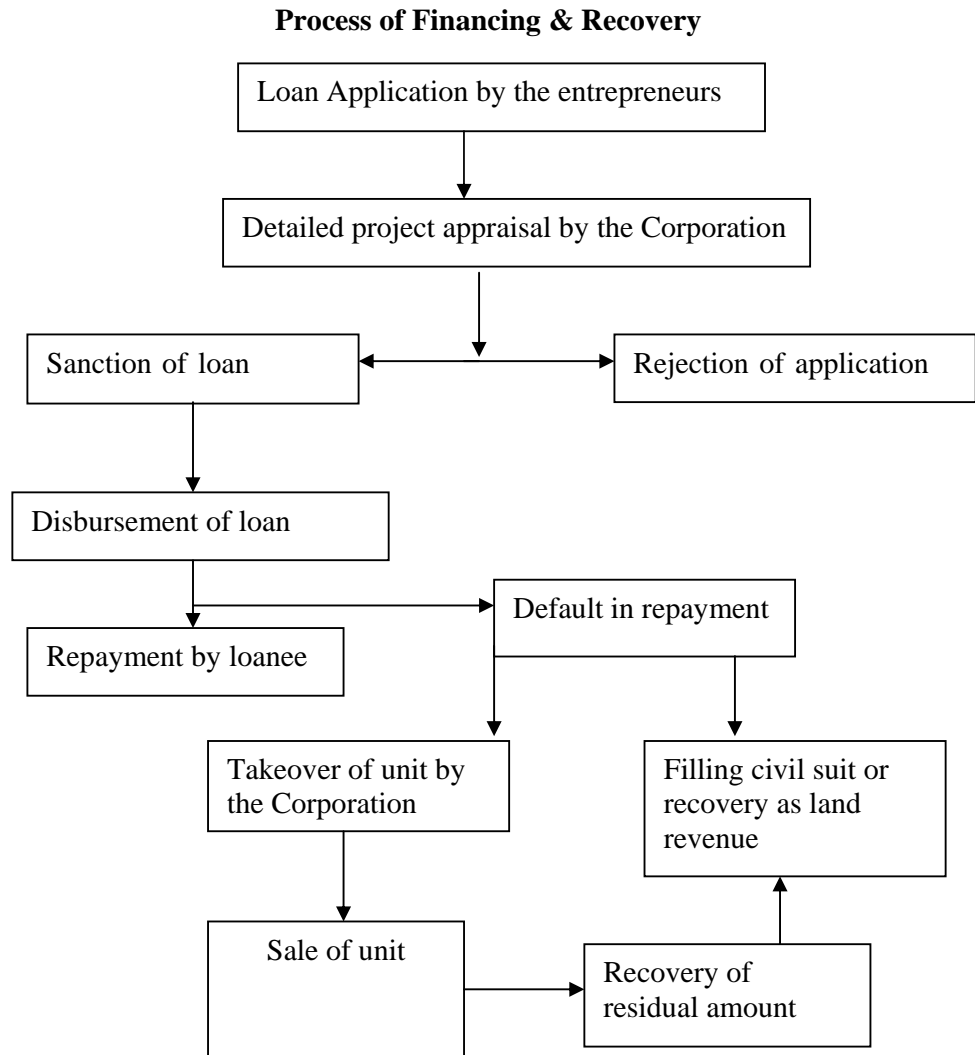 Process of Financing & Recovery
Loan Application by the entrepreneurs
Detailed project appraisal by the Corporation
Sanction of loan
Rejection of application
Disbursement of loan
Default in repayment
Repayment by loanee
Takeover of unit by
the Corporation
Filling civil suit or
recovery as land
revenue
Sale of unit
Recovery of
residual amount